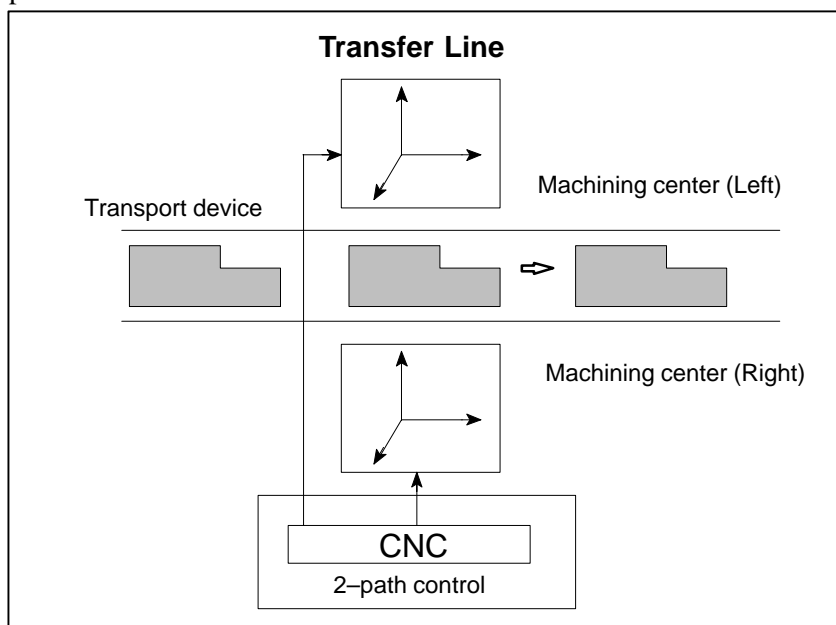 Transfer Line
Machining center (Left)
Transport device
Machining center (Right)
CNC
2–path control